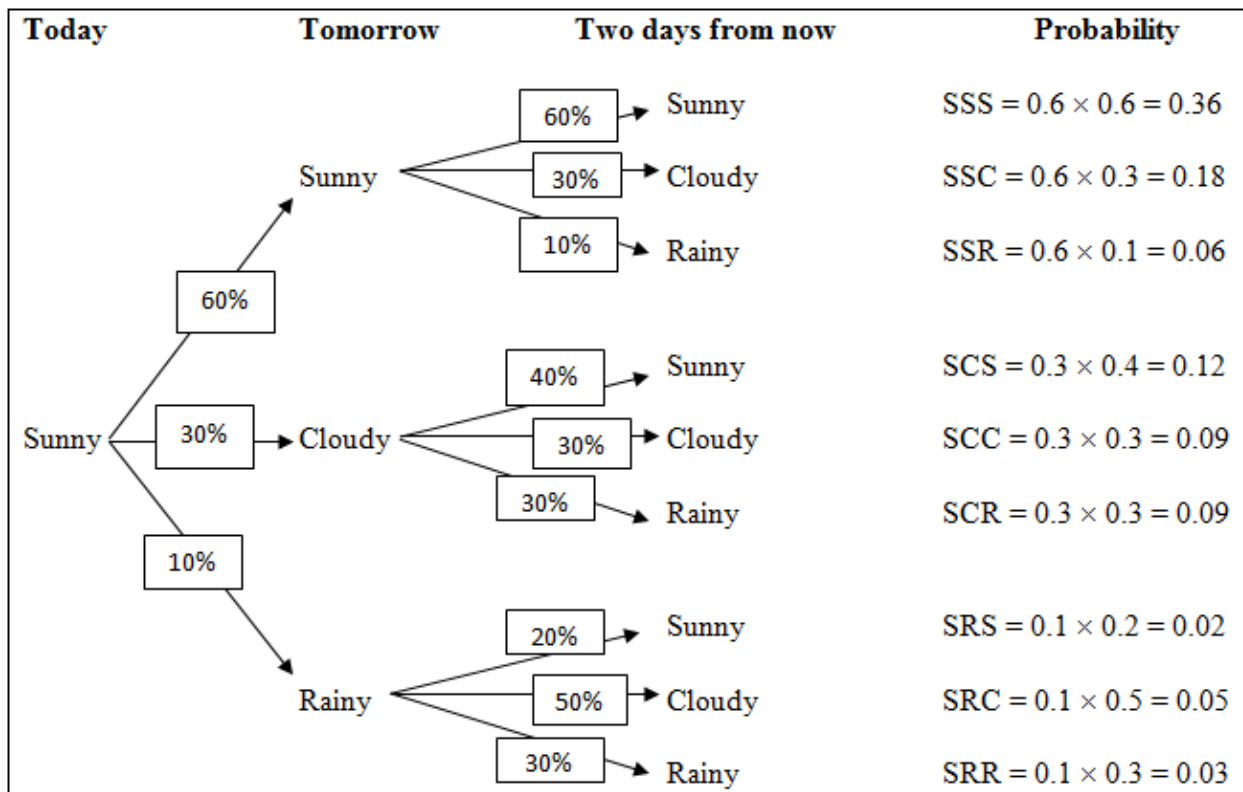 Today Tomorrow Two days from now Probability
60% Sunny SSS = 0.6 × 0.6 = 0.36
Sunny 30% Cloudy SSC = 0.6 × 0.3 = 0.18
10% Rainy SSR = 0.6 × 0.1 = 0.06
60%
40% Sunny SCS = 0.3 × 0.4 = 0.12
Sunny 30% Cloudy 30% Cloudy SCC = 0.3 × 0.3 = 0.09
30% Rainy SCR = 0.3 × 0.3 = 0.09
10%
20% Sunny SRS = 0.1 × 0.2 = 0.02
Rainy 50% Cloudy SRC = 0.1 × 0.5 = 0.05
30% Rainy SRR = 0.1 × 0.3 = 0.03